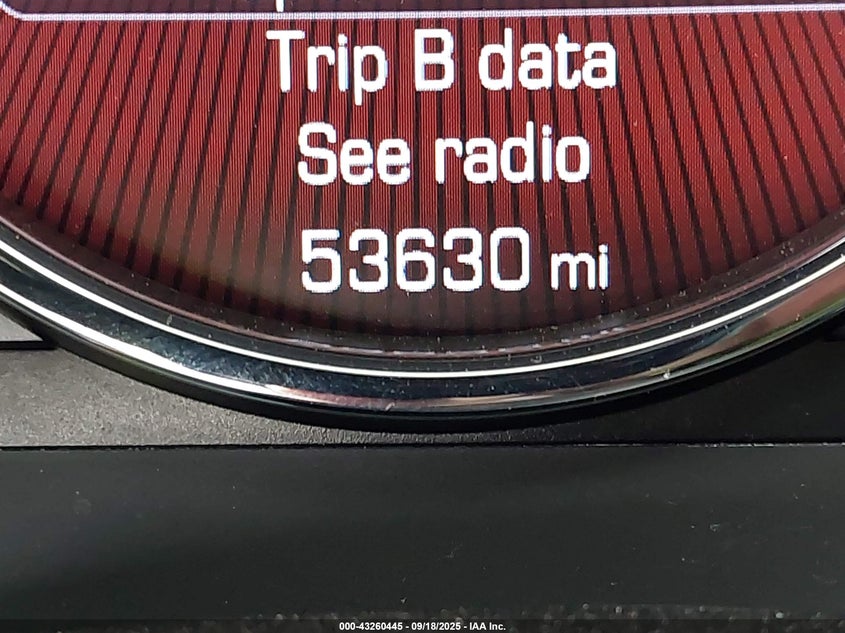 Trip B data
See radio
53630 mi
000-43260445 - 09/18/2025 - IAA Inc.